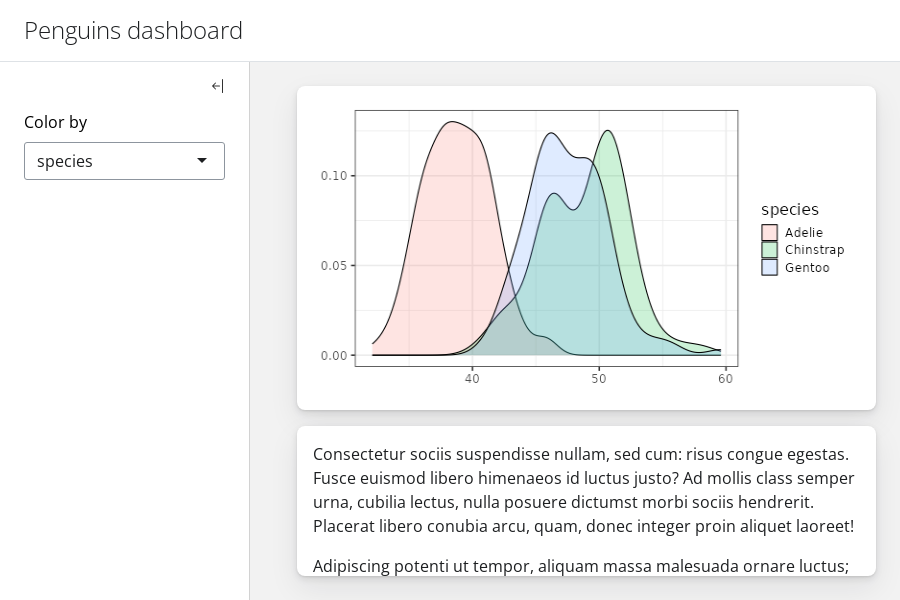 Penguins dashboard
Color by
species
0.10
0.05
0.00
40
50
60
species
Adelie
Chinstrap
Gentoo
Consectetur sociis suspendisse nullam, sed cum: risus congue egestas.
Fusce euismod libero himenaeos id luctus justo? Ad mollis class semper
urna, cubilia lectus, nulla posuere dictumst morbi sociis hendrerit.
Placerat libero conubia arcu, quam, donec integer proin aliquet laoreet!
Adipiscing potenti ut tempor, aliquam massa malesuada ornare luctus;